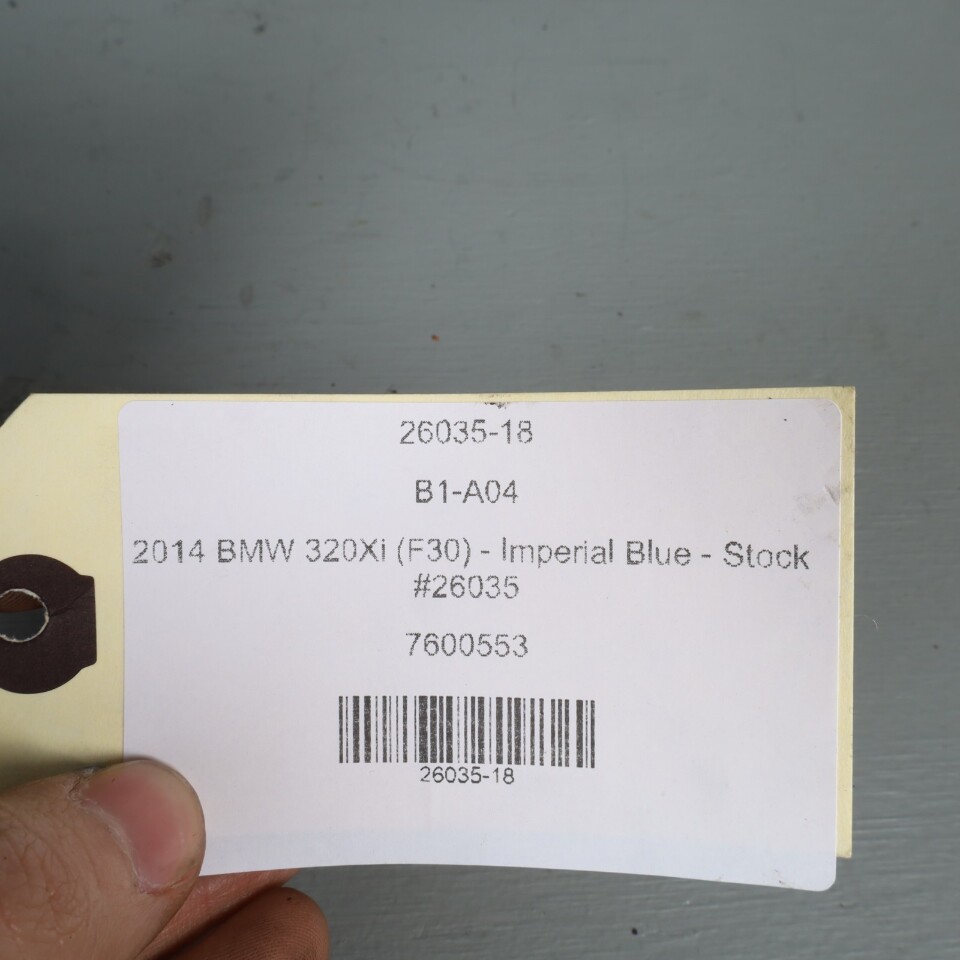 26035-18
B1-A04
2014 BMW 320Xi (F30) - Imperial Blue - Stock
#26035
7600553
26035-18